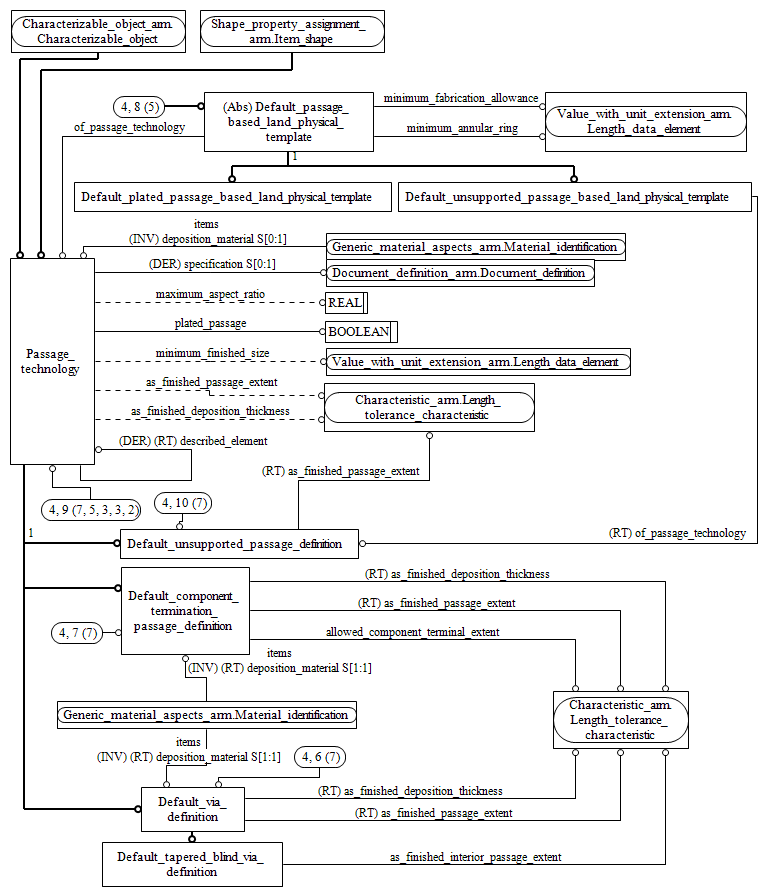 Characterizable_object_arm.
Characterizable_object
Shape_property_assignment_
arm.Item_shape
4, 8 (5)
(Abs) Default_passage_
based_land_physical_
template
minimum_fabrication_allowance
minimum_annular_ring
Value_with_unit_extension_arm.
Length_data_element
of_passage_technology
1
Default_plated_passage_based_land_physical_template
Default_unsupported_passage_based_land_physical_template
items
(INV) deposition_material S[0:1]
Generic_material_aspects_arm.Material_identification
(DER) specification S[0:1]
Document_definition_arm.Document_definition
maximum_aspect_ratio
REAL
plated_passage
BOOLEAN
Passage_
technology
minimum_finished_size
Value_with_unit_extension_arm.Length_data_element
as_finished_passage_extent
as_finished_deposition_thickness
Characteristic_arm.Length_
tolerance_characteristic
(DER) (RT) described_element
(RT) as_finished_passage_extent
4, 9 (7, 5, 3, 3, 2)
4, 10 (7)
1
Default_unsupported_passage_definition
(RT) of_passage_technology
Default_component_
termination_
passage_definition
(RT) as_finished_deposition_thickness
(RT) as_finished_passage_extent
allowed_component_terminal_extent
4, 7 (7)
items
(INV) (RT) deposition_material S[1:1]
Generic_material_aspects_arm.Material_identification
Characteristic_arm.
Length_tolerance_
characteristic
items
(INV) (RT) deposition_material S[1:1]
4, 6 (7)
Default_via_
definition
(RT) as_finished_deposition_thickness
(RT) as_finished_passage_extent
Default_tapered_blind_via_
definition
as_finished_interior_passage_extent